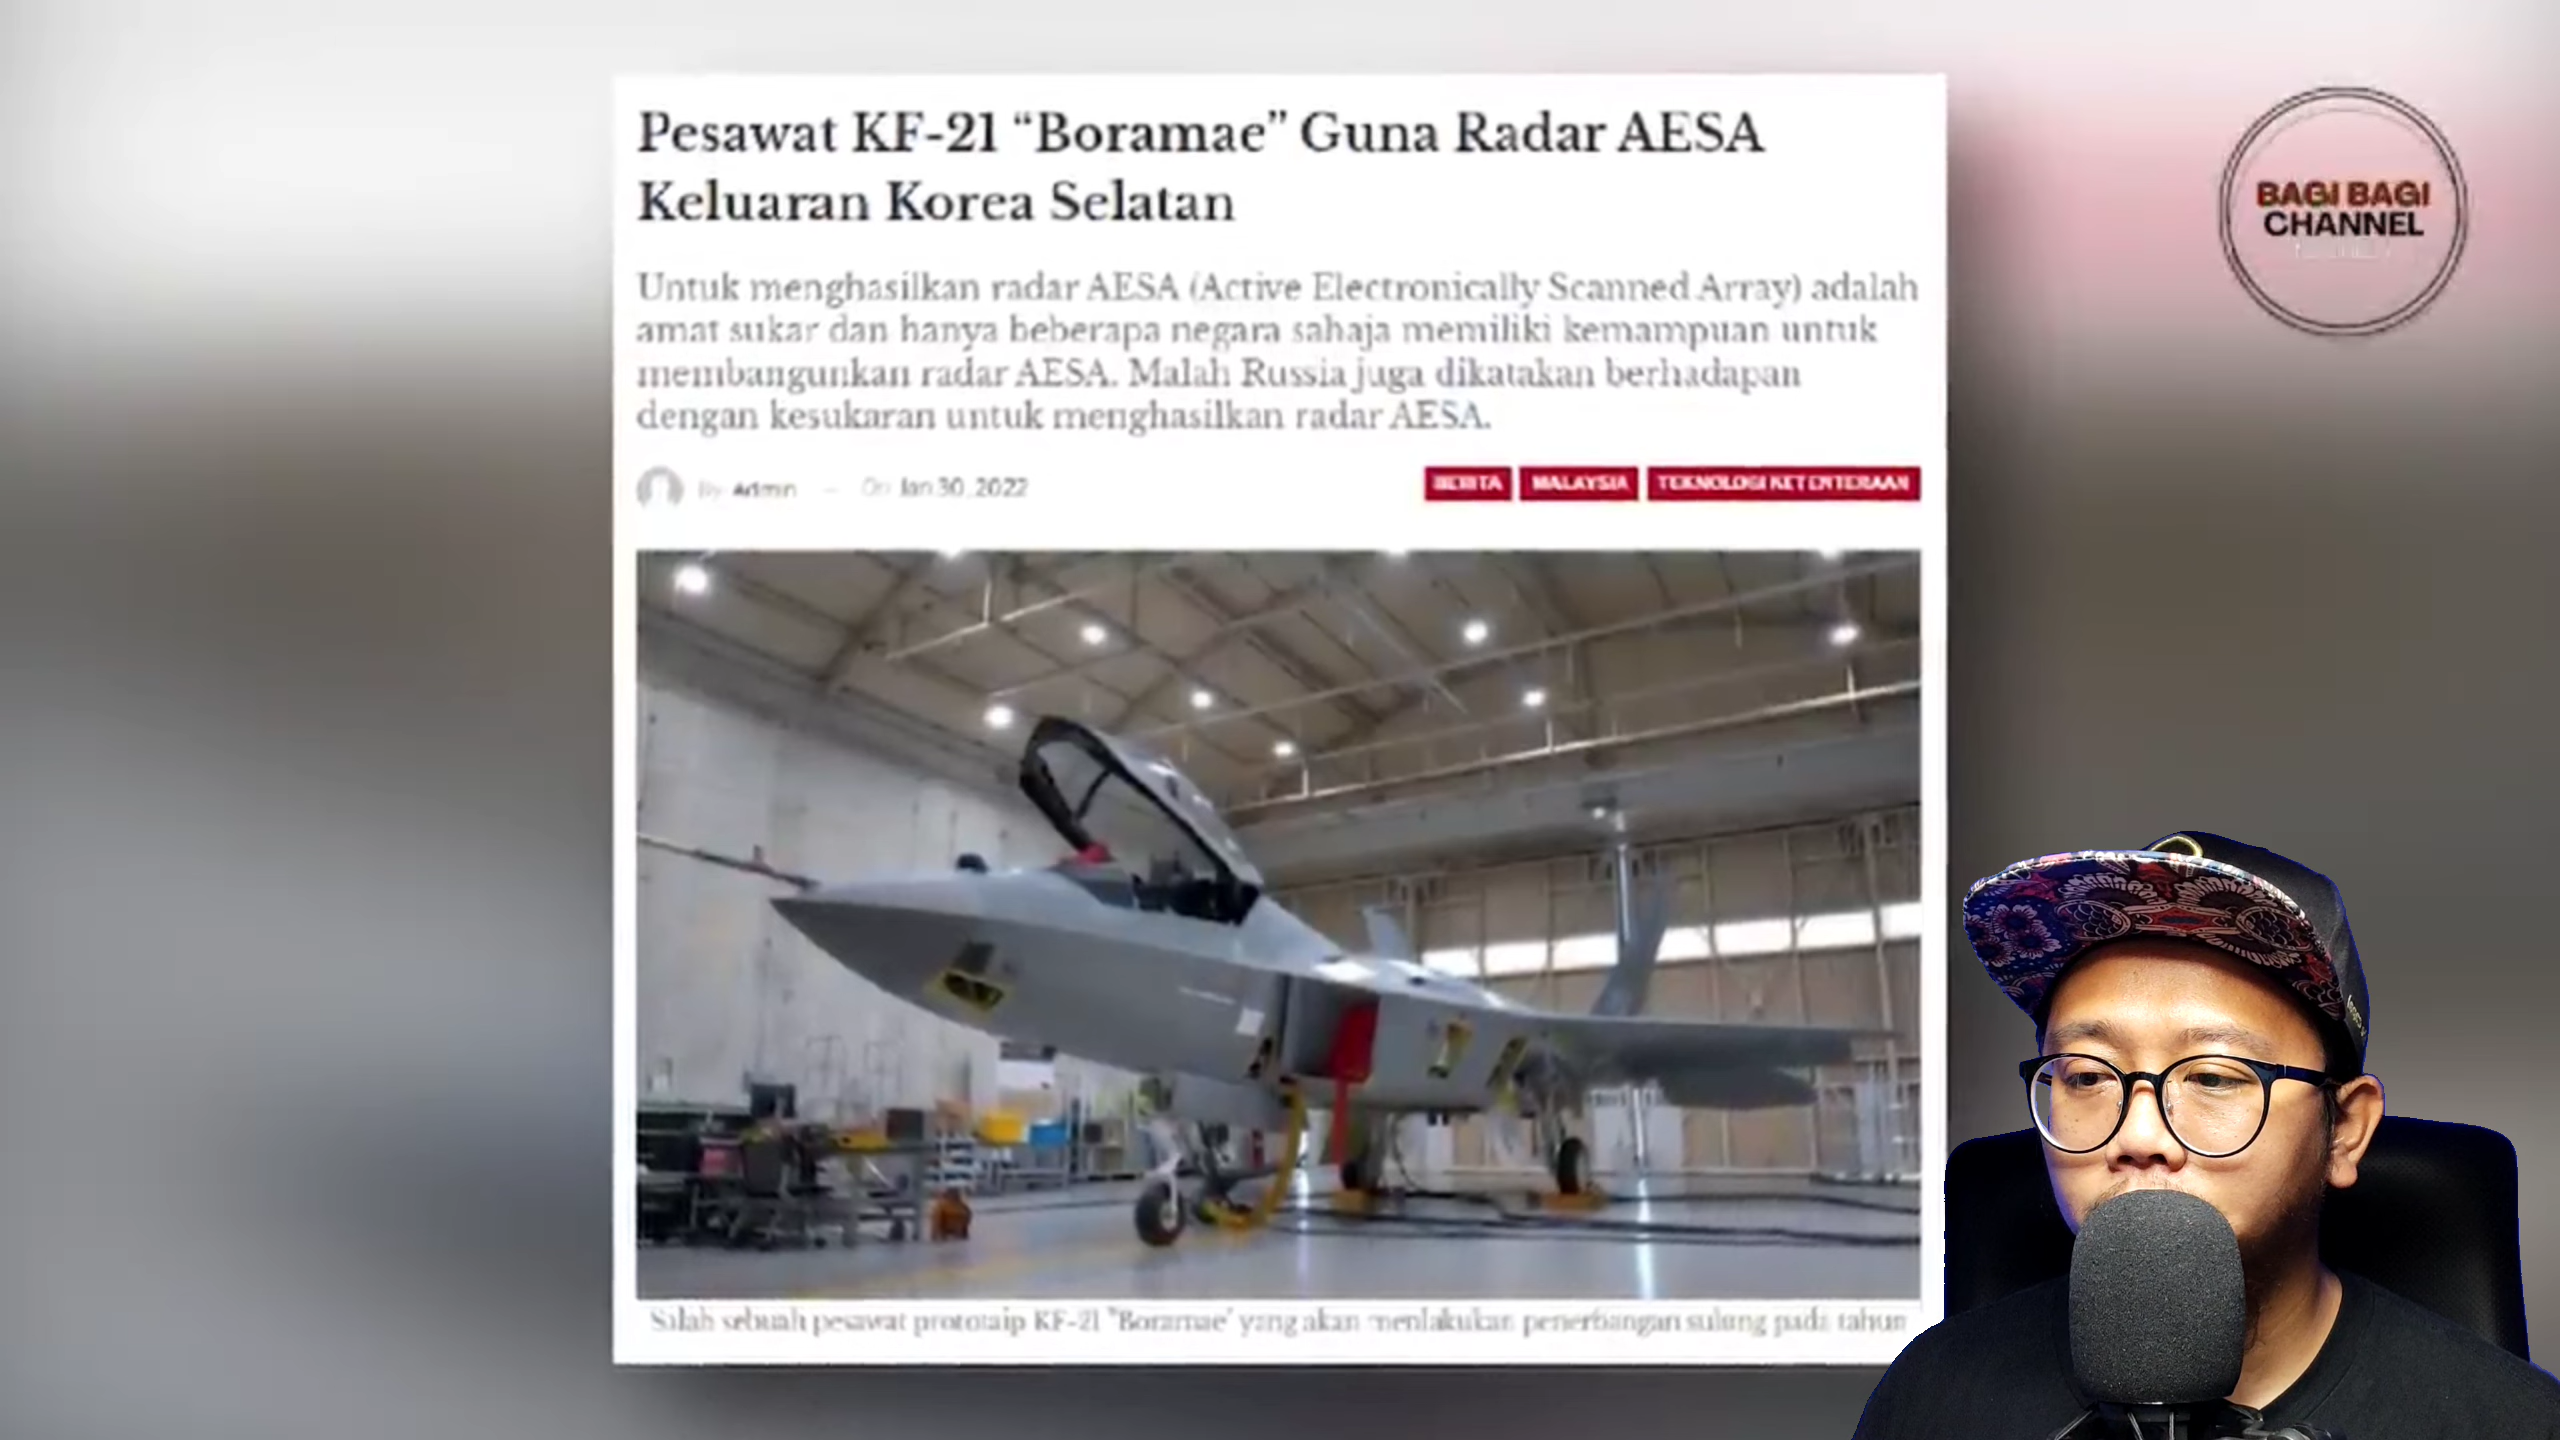 Pesawat KF-21 “Boramae” Guna Radar AESA
Keluaran Korea Selatan
Untuk menghasilkan radar AESA (Active Electronically Scanned Array) adalah
amat sukar dan hanya beberapa negara sahaja memiliki kemampuan untuk
membangunkan radar AESA. Malah Russia juga dikatakan berhadapan
dengan kesukaran untuk menghasilkan radar AESA.
By Admin — On Jan 30, 2022
BERITA MALAYSIA TEKNOLOGI KETENTERAAN
Salah sebuah pesawat prototaip KF-21 "Boramae" yang akan menlakukan penerbangan sulung pada tahun
BAGI BAGI
CHANNEL